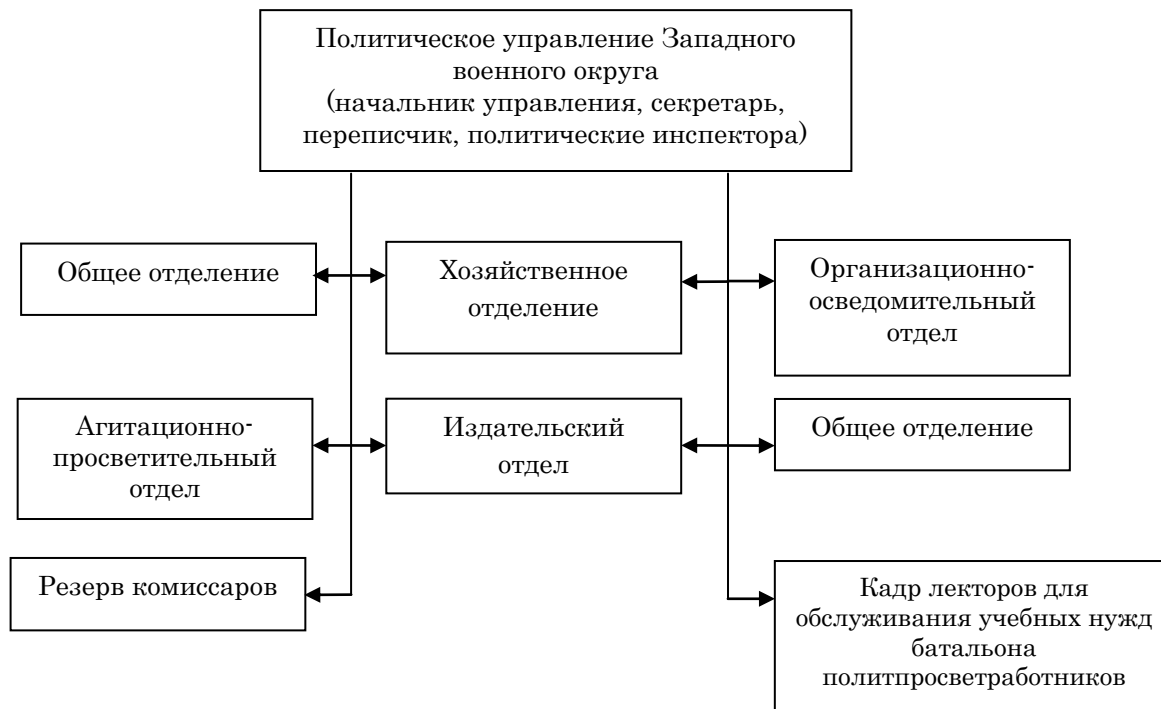 Политическое управление Западного
военного округа
(начальник управления, секретарь,
переписчик, политические инспектора)
Общее отделение
Хозяйственное
отделение
Организационно-
осведомительный
отдел
Агитационно-
просветительный
отдел
Издательский
отдел
Общее отделение
Резерв комиссаров
Кадр лекторов для
обслуживания учебных нужд
батальона
политпросветработников